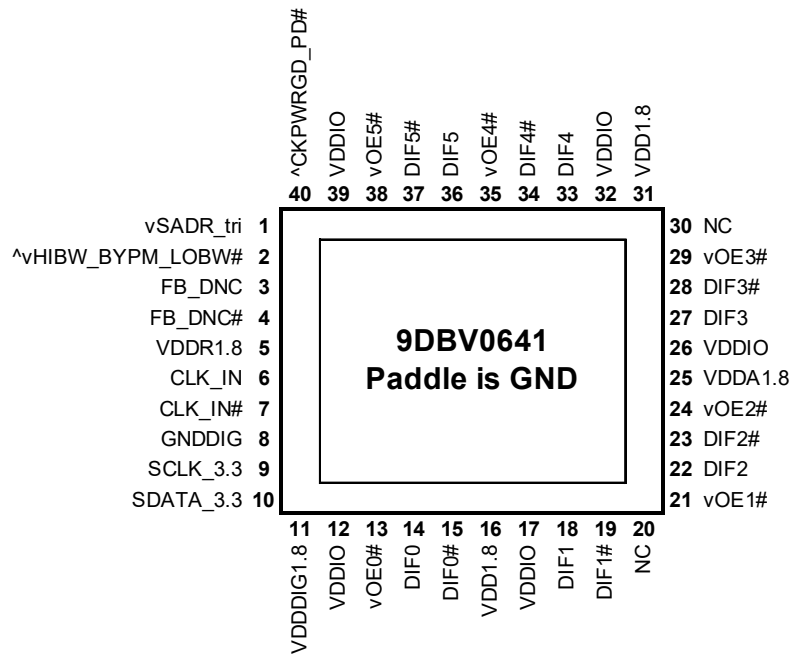 ^CKPWRGD_PD#
VDDIO
vOE5#
DIF5#
DIF5
vOE4#
DIF4#
DIF4
VDDIO
VDD1.8
40 39 38 37 36 35 34 33 32 31
vSADR_tri 1
^vHIBW_BYPM_LOBW# 2
FB_DNC 3
FB_DNC# 4
VDDR1.8 5
CLK_IN 6
CLK_IN# 7
GNDDIG 8
SCLK_3.3 9
SDATA_3.3 10
9DBV0641
Paddle is GND
30 NC
29 vOE3#
28 DIF3#
27 DIF3
26 VDDIO
25 VDDA1.8
24 vOE2#
23 DIF2#
22 DIF2
21 vOE1#
11 12 13 14 15 16 17 18 19 20
VDDDIG1.8
VDDIO
vOE0#
DIF0
DIF0#
VDD1.8
VDDIO
DIF1
DIF1#
NC